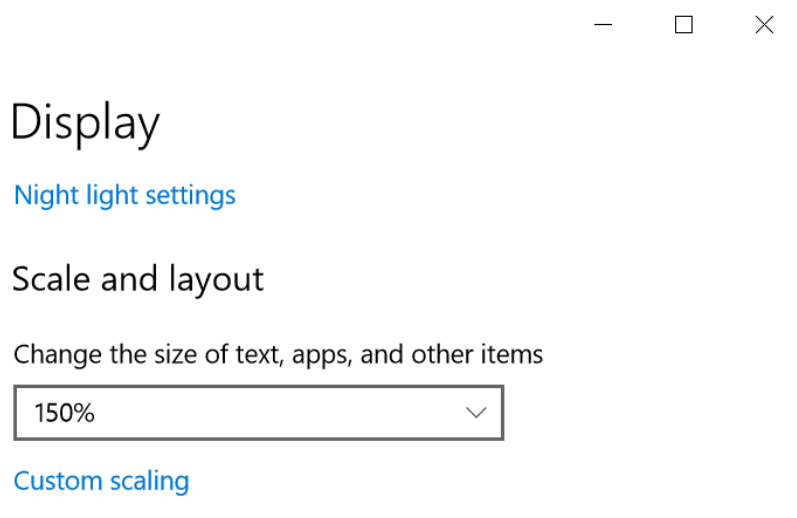 Display
Night light settings
Scale and layout
Change the size of text, apps, and other items
150%
Custom scaling